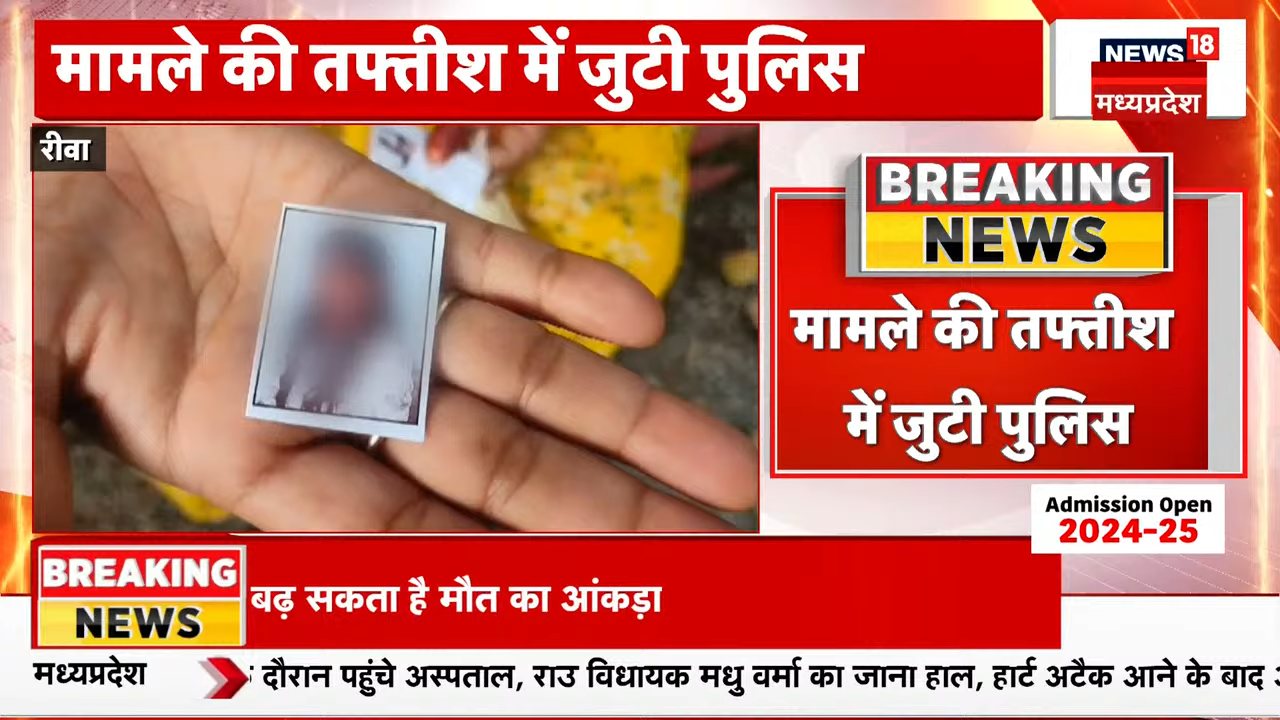 मामले की तफ्तीश में जुटी पुलिस
NEWS 18
मध्यप्रदेश
रीवा
BREAKING
NEWS
मामले की तफ्तीश
में जुटी पुलिस
Admission Open
2024-25
BREAKING
NEWS
बढ़ सकता है मौत का आंकड़ा
मध्यप्रदेश
दौरान पहुंचे अस्पताल, राउ विधायक मधु वर्मा का जाना हाल, हार्ट अटैक आने के बाद